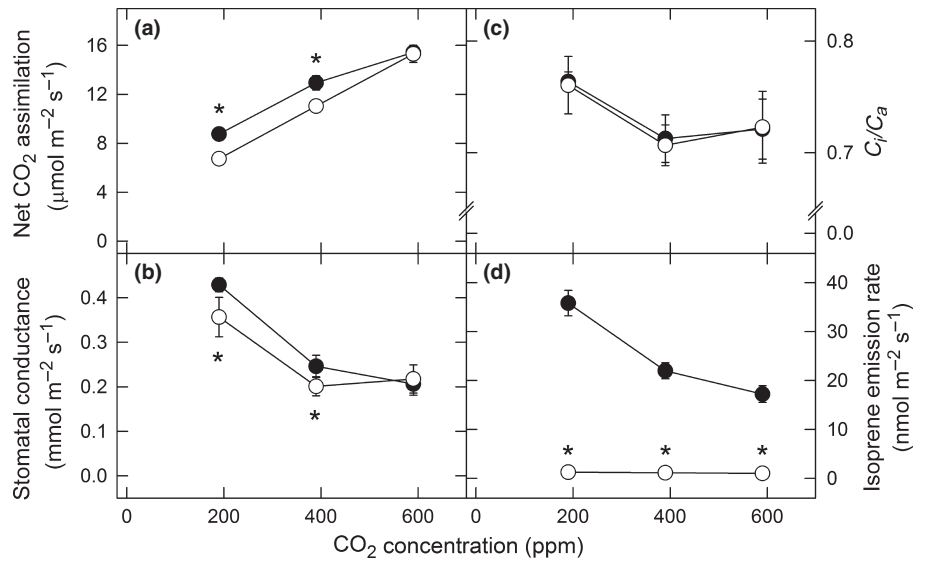 (a)
(c)
Net CO₂ assimilation
(μmol m⁻² s⁻¹)
16
12
8
4
0
*
*
0.8
0.7
0.0
Cᵢ/Cₐ
(b)
(d)
Stomatal conductance
(mmol m⁻² s⁻¹)
0.4
0.3
0.2
0.1
0.0
*
*
40
30
20
10
0
* * *
Isoprene emission rate
(nmol m⁻² s⁻¹)
0 200 400 600 0 200 400 600
CO₂ concentration (ppm)